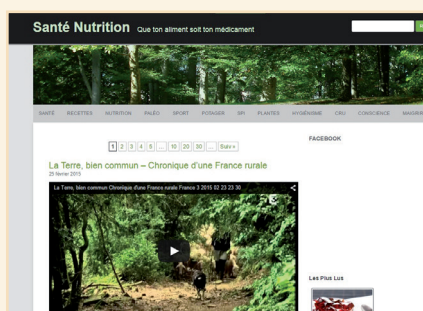 Santé Nutrition Que ton aliment soit ton médicament
SANTÉ RECETTES NUTRITION PALÉO SPORT POTAGER SPI PLANTES HYGIÉNISME CRU CONSCIENCE MAIGRIR
1 2 3 4 5 ... 10 20 30 ... Suiv »
FACEBOOK
La Terre, bien commun – Chronique d'une France rurale
25 février 2015
La Terre, bien commun Chronique d'une France rurale France 3 2015 02 23 23 30
Les Plus Lus